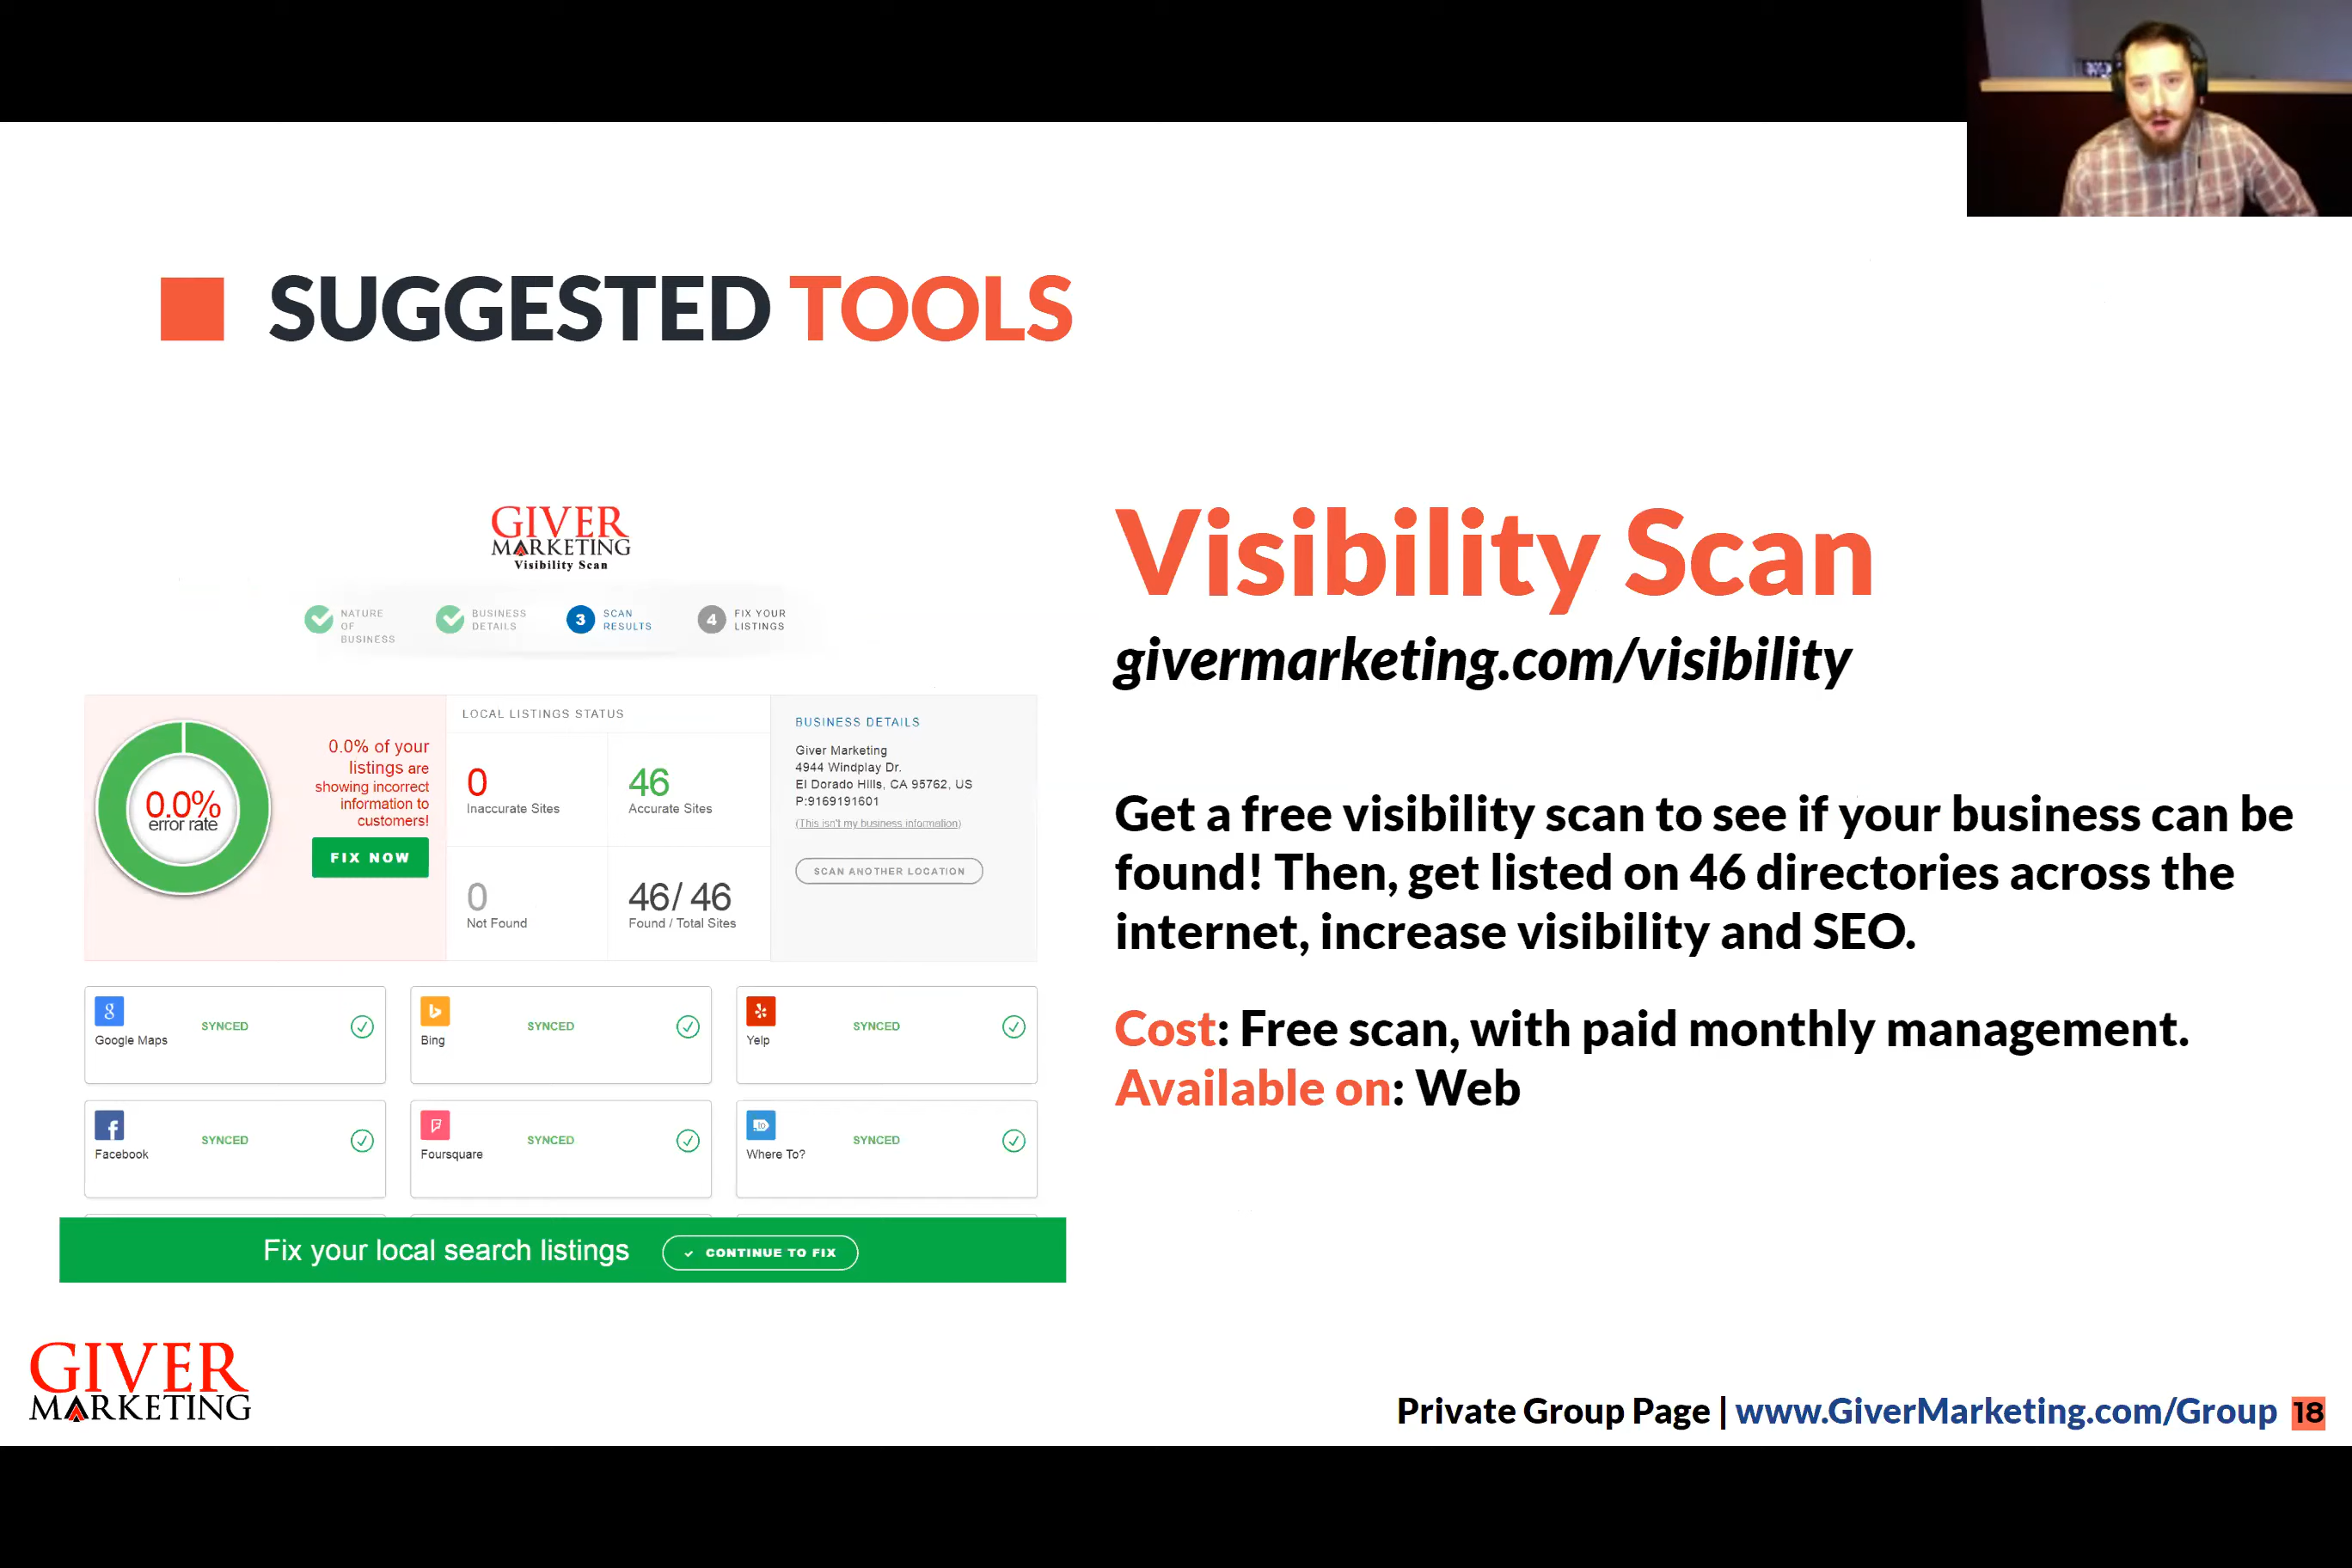 SUGGESTED TOOLS
GIVER
MARKETING
Visibility Scan
NATURE
OF
BUSINESS
BUSINESS
DETAILS
3
SCAN
RESULTS
4
FIX YOUR
LISTINGS
0.0%
error rate
0.0% of your
listings are
showing incorrect
information to
customers!
FIX NOW
LOCAL LISTINGS STATUS
0
Inaccurate Sites
46
Accurate Sites
0
Not Found
46/ 46
Found / Total Sites
BUSINESS DETAILS
Giver Marketing
4944 Windplay Dr.
El Dorado Hills, CA 95762, US
P:9169191601
(This isn't my business information)
SCAN ANOTHER LOCATION
g
Google Maps
SYNCED
b
Bing
SYNCED
Yelp
SYNCED
f
Facebook
SYNCED
F
Foursquare
SYNCED
to
Where To?
SYNCED
Fix your local search listings
CONTINUE TO FIX
Visibility Scan
givermarketing.com/visibility
Get a free visibility scan to see if your business can be
found! Then, get listed on 46 directories across the
internet, increase visibility and SEO.
Cost: Free scan, with paid monthly management.
Available on: Web
GIVER
MARKETING
Private Group Page | www.GiverMarketing.com/Group 18